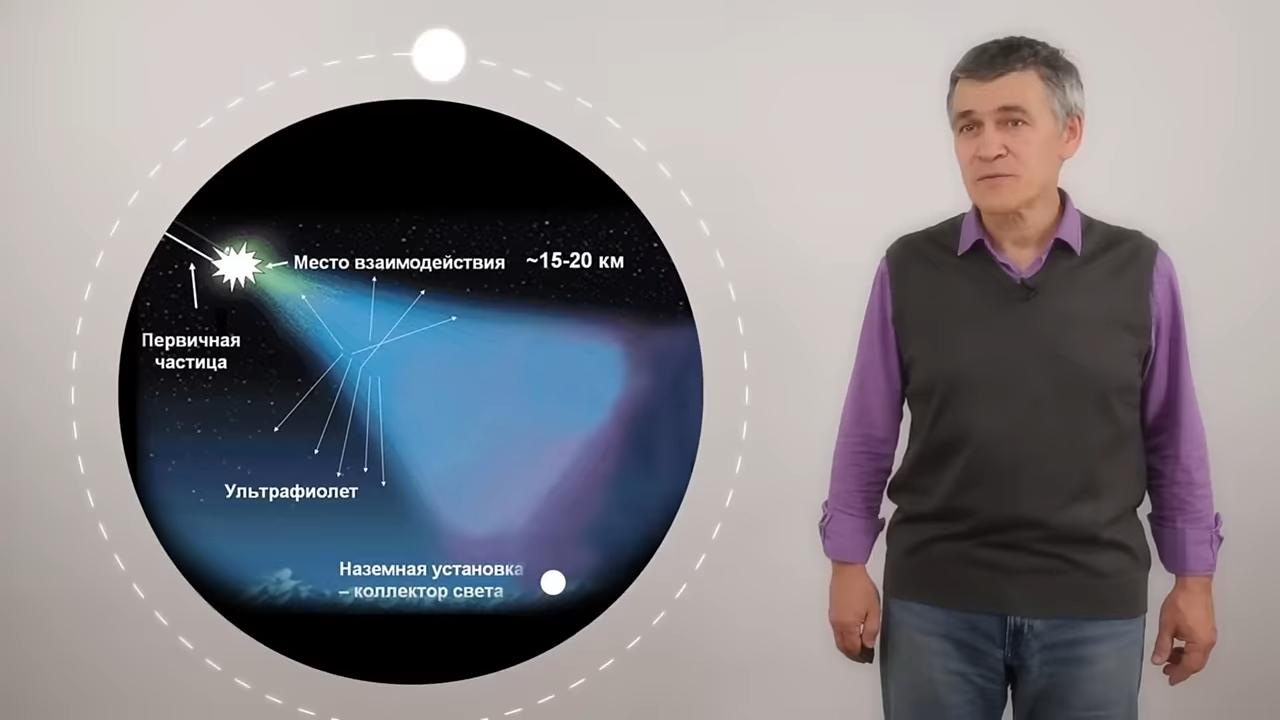 Место взаимодействия ~15-20 км
Первичная
частица
Ультрафиолет
Наземная установка
– коллектор света